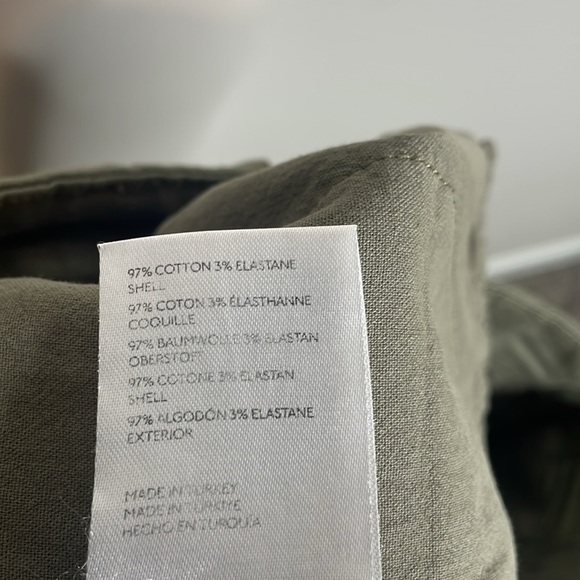 97% COTTON 3% ELASTANE
SHELL
97% COTON 3% ÉLASTHANNE
COQUILLE
97% BAUMWOLLE 3% ELASTAN
OBERSTOFF
97% COTONE 3% ELASTAN
SHELL
97% ALGODÓN 3% ELASTANE
EXTERIOR
MADE IN TURKEY
MADE IN TURKIYE
HECHO EN TURQUÍA